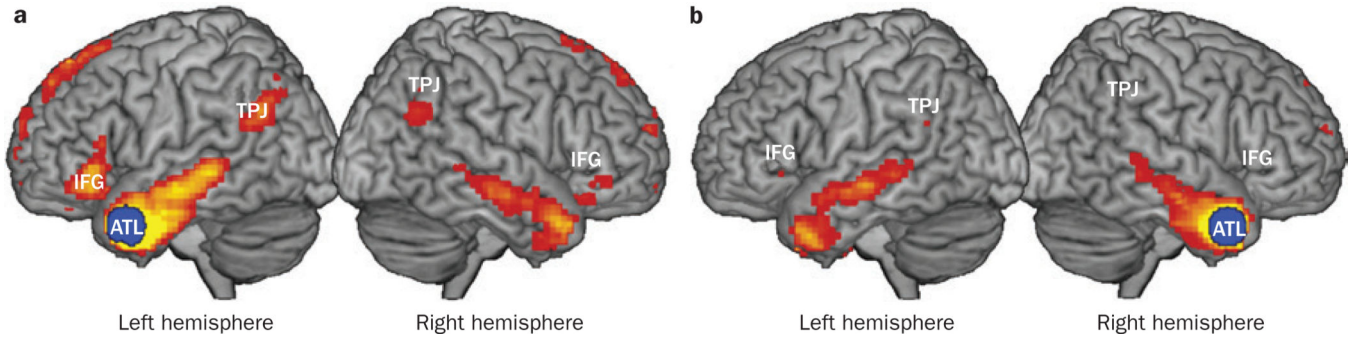 a
b
TPJ
TPJ
IFG
IFG
ATL
TPJ
TPJ
IFG
IFG
ATL
Left hemisphere
Right hemisphere
Left hemisphere
Right hemisphere